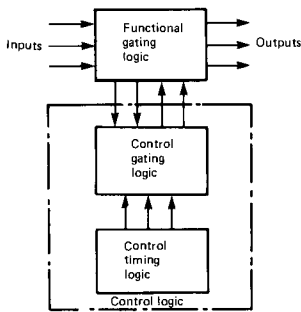 Functional
gating
logic
Inputs
Outputs
Control
gating
logic
Control
timing
logic
Control logic